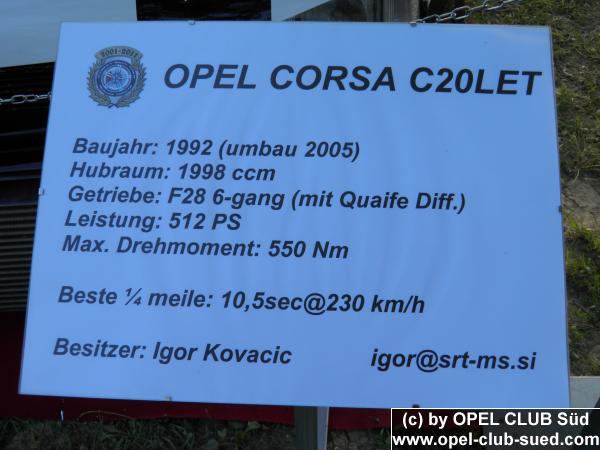 2001-2011
OPEL CORSA C20LET
Baujahr: 1992 (umbau 2005)
Hubraum: 1998 ccm
Getriebe: F28 6-gang (mit Quaife Diff.)
Leistung: 512 PS
Max. Drehmoment: 550 Nm
Beste ¼ meile: 10,5sec@230 km/h
Besitzer: Igor Kovacic igor@srt-ms.si
(c) by OPEL CLUB Süd
www.opel-club-sued.com